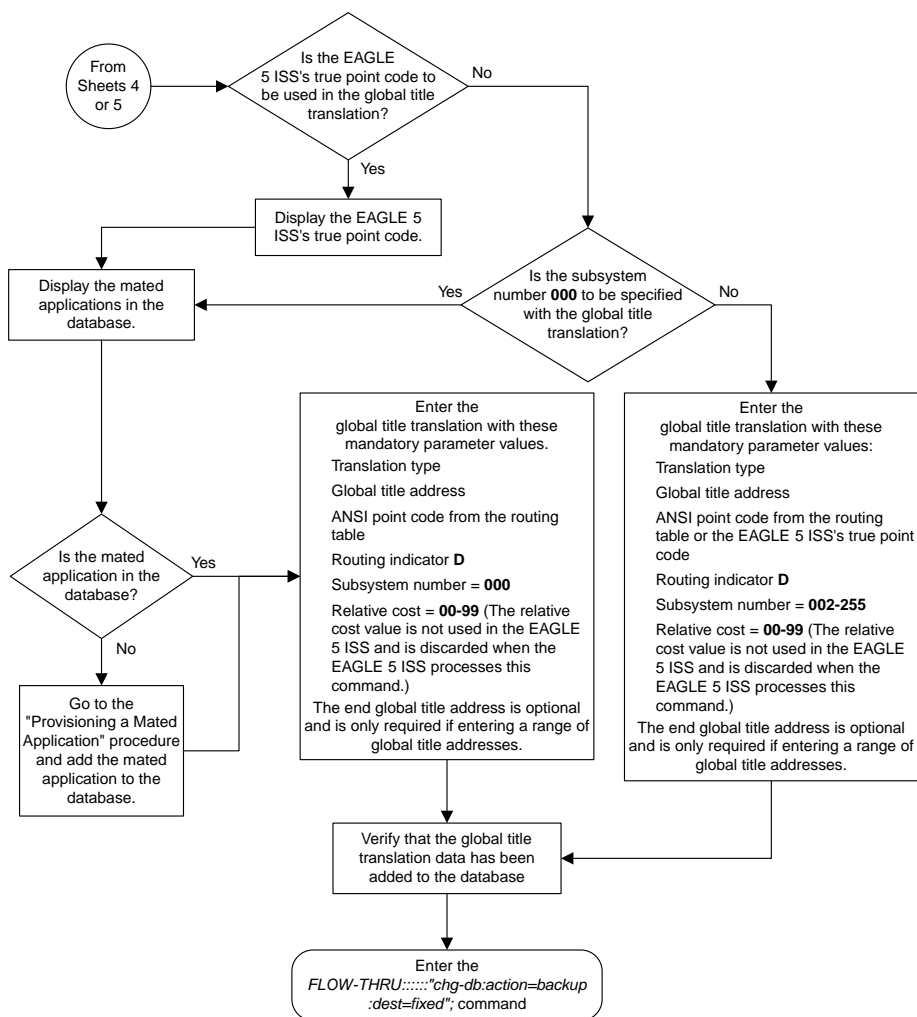 From
Sheets 4
or 5
Is the EAGLE
5 ISS's true point code to
be used in the global title
translation?
No
Yes
Display the EAGLE 5
ISS's true point code.
Display the mated
applications in the
database.
Yes
Is the subsystem
number 000 to be specified
with the global title
translation?
No
Is the mated
application in the
database?
Yes
No
Go to the
"Provisioning a Mated
Application" procedure
and add the mated
application to the
database.
Enter the
global title translation with these
mandatory parameter values.
Translation type
Global title address
ANSI point code from the routing
table
Routing indicator D
Subsystem number = 000
Relative cost = 00-99 (The relative
cost value is not used in the EAGLE
5 ISS and is discarded when the
EAGLE 5 ISS processes this
command.)
The end global title address is optional
and is only required if entering a range of
global title addresses.
Enter the
global title translation with these
mandatory parameter values:
Translation type
Global title address
ANSI point code from the routing
table or the EAGLE 5 ISS's true point
code
Routing indicator D
Subsystem number = 002-255
Relative cost = 00-99 (The relative
cost value is not used in the EAGLE
5 ISS and is discarded when the
EAGLE 5 ISS processes this
command.)
The end global title address is optional
and is only required if entering a range of
global title addresses.
Verify that the global title
translation data has been
added to the database
Enter the
FLOW-THRU::::::"chg-db:action=backup
:dest=fixed"; command